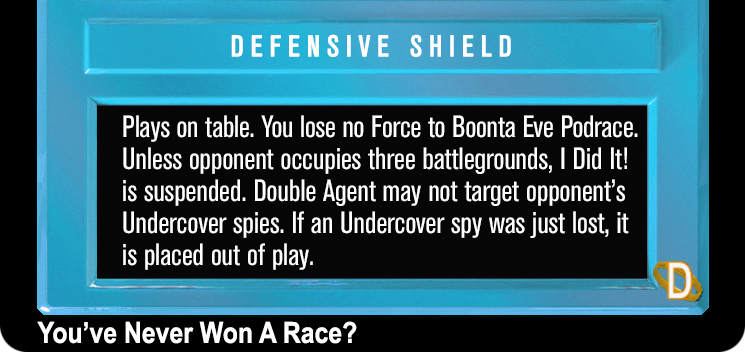 DEFENSIVE SHIELD
Plays on table. You lose no Force to Boonta Eve Podrace.
Unless opponent occupies three battlegrounds, I Did It!
is suspended. Double Agent may not target opponent's
Undercover spies. If an Undercover spy was just lost, it
is placed out of play.
D
You've Never Won A Race?